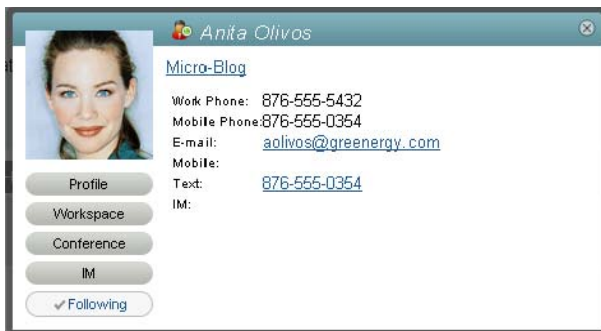 Anita Olivos
Micro-Blog
Work Phone: 876-555-5432
Mobile Phone: 876-555-0354
E-mail: aolivos@greenergy.com
Mobile:
Text: 876-555-0354
IM:
Profile
Workspace
Conference
IM
Following